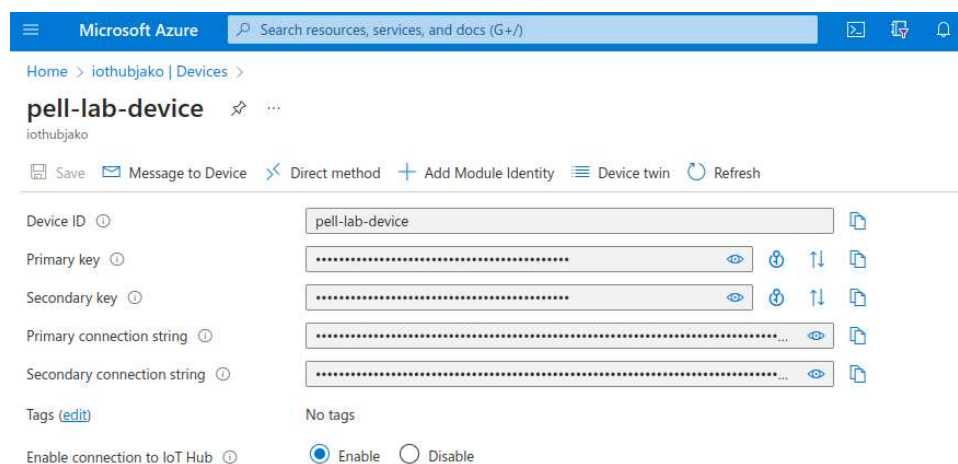 Microsoft Azure Search resources, services, and docs (G+/)
Home > iothubjako | Devices >
pell-lab-device ...
iothubjako
Save Message to Device Direct method Add Module Identity Device twin Refresh
Device ID pell-lab-device
Primary key ••••••••••••••••••••••••••••••••••••••••••••
Secondary key ••••••••••••••••••••••••••••••••••••••••••••
Primary connection string ••••••••••••••••••••••••••••••••••••••••••••••••••••••••••••••••••••••••••••••••...
Secondary connection string ••••••••••••••••••••••••••••••••••••••••••••••••••••••••••••••••••••••••••••••••...
Tags (edit) No tags
Enable connection to IoT Hub Enable Disable